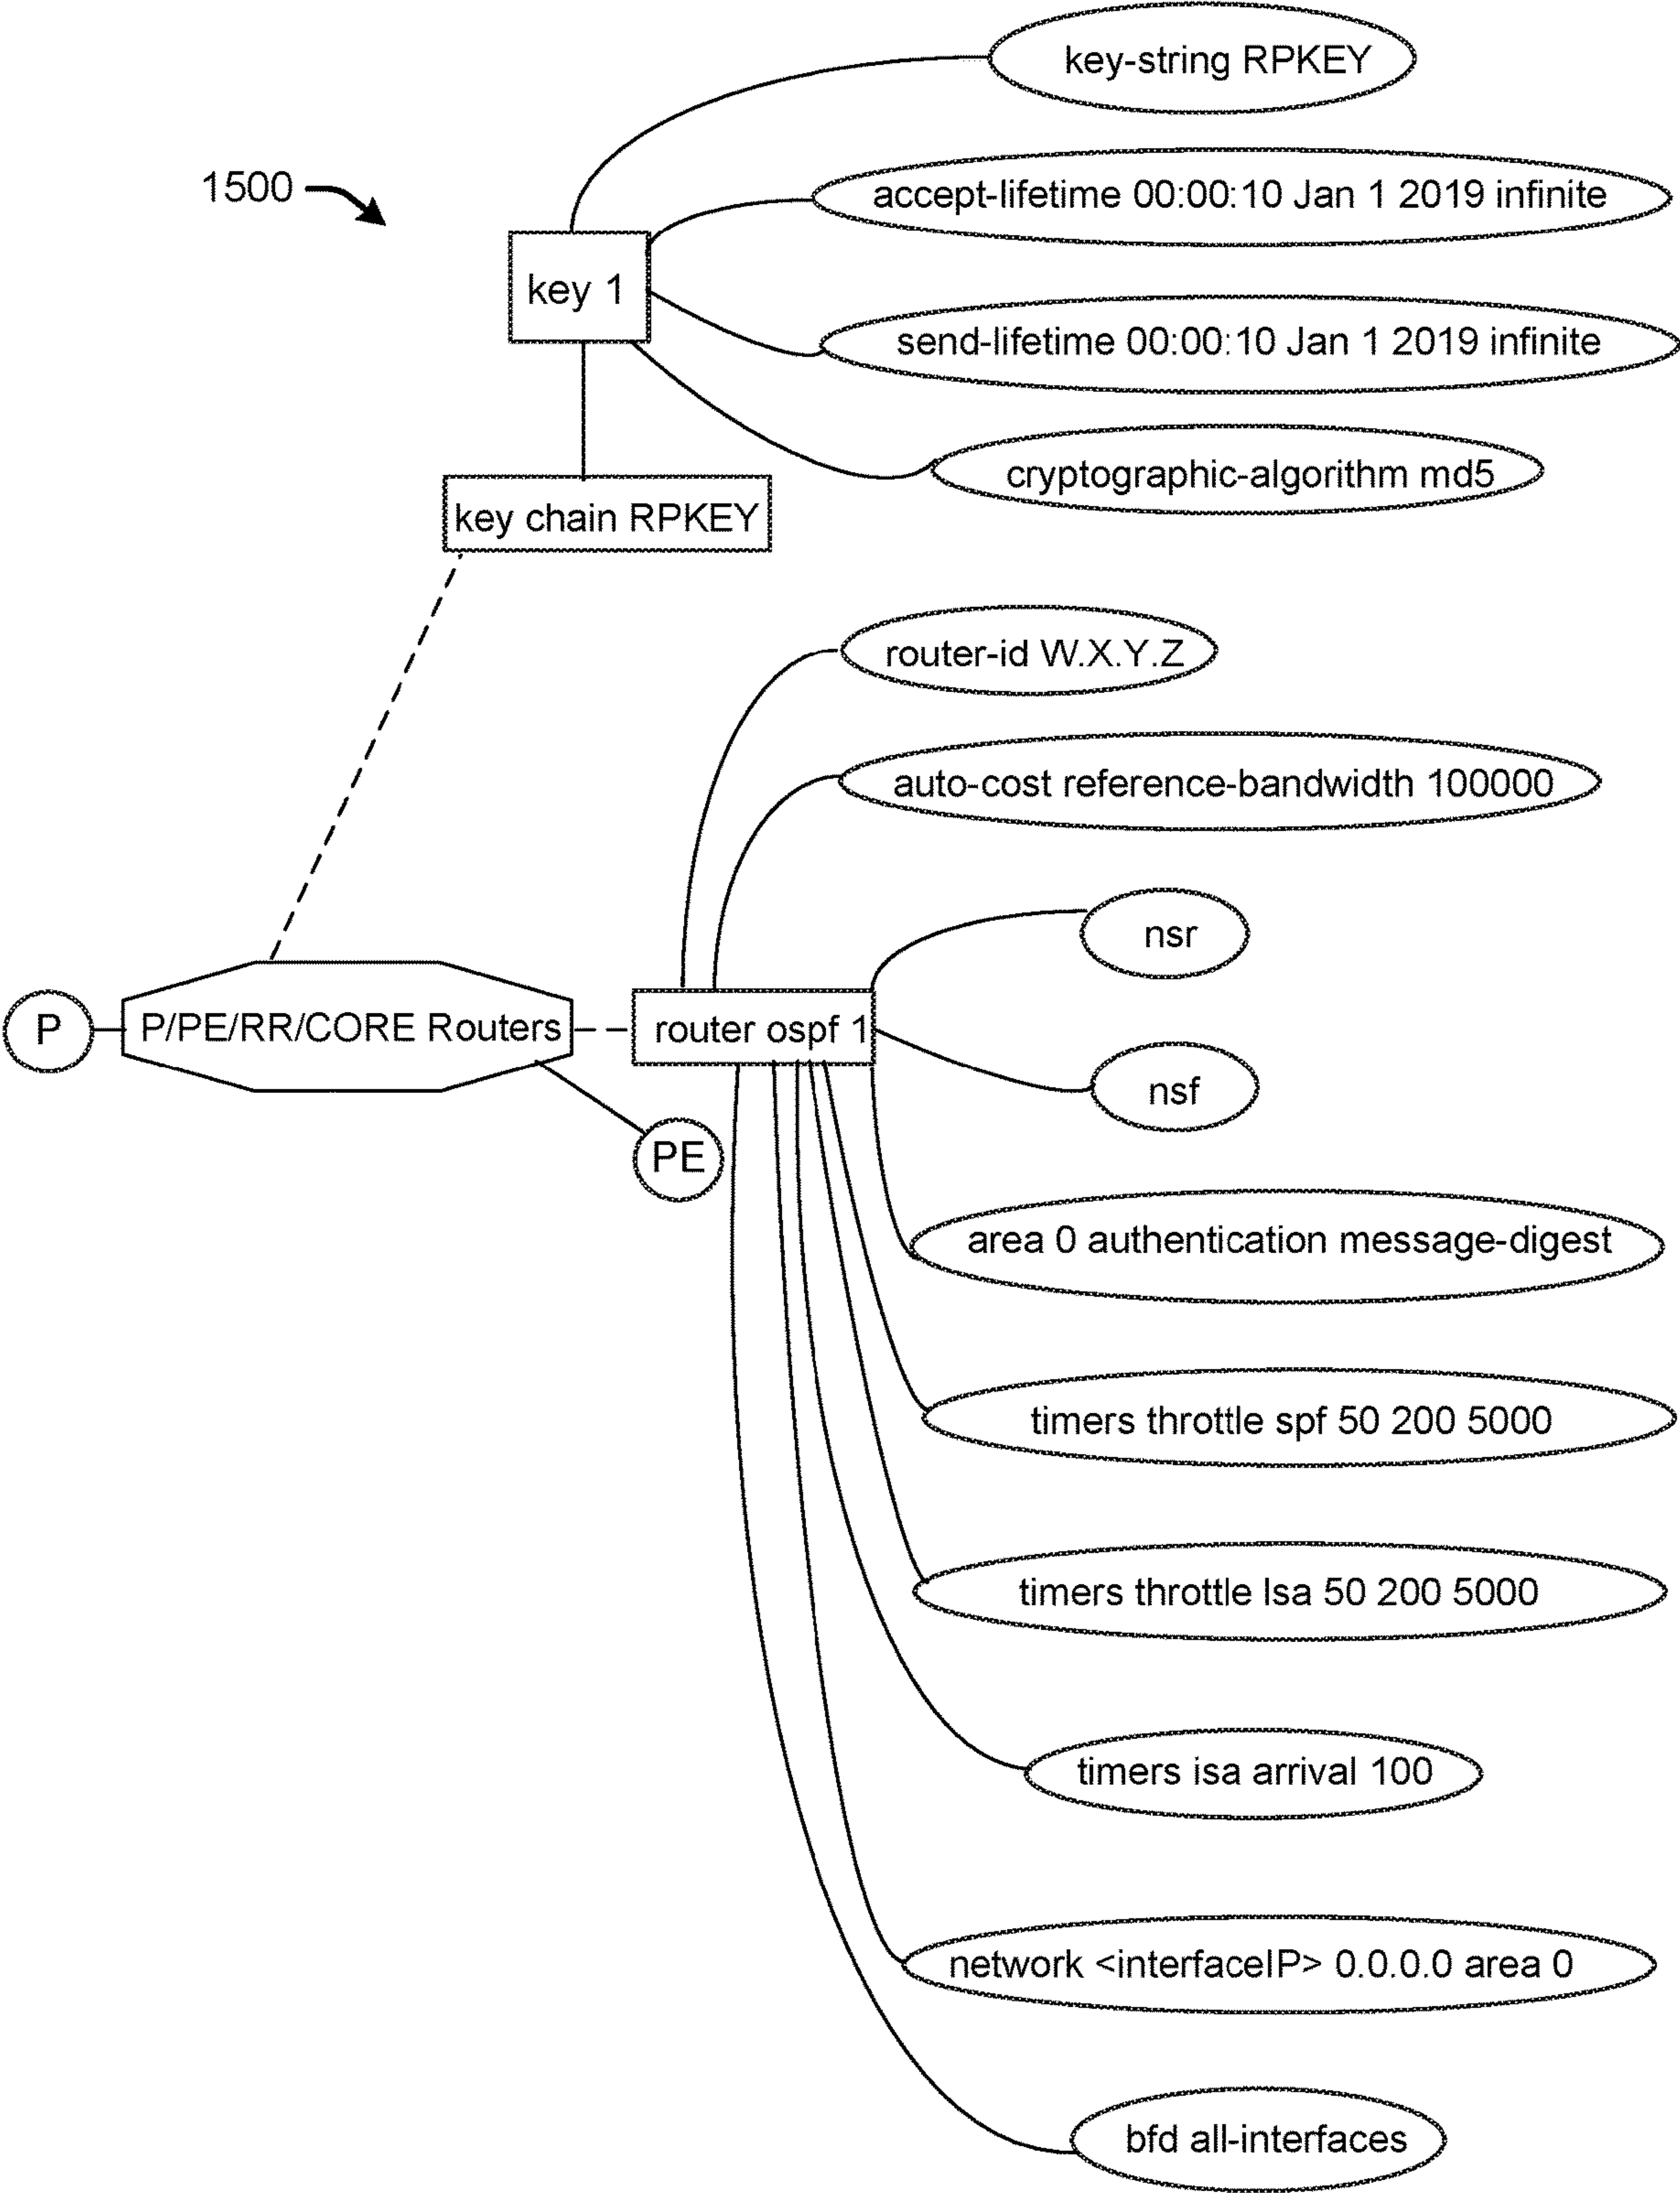 key-string RPKEY
1500
accept-lifetime 00:00:10 Jan 1 2019 infinite
key 1
send-lifetime 00:00:10 Jan 1 2019 infinite
cryptographic-algorithm md5
key chain RPKEY
router-id W.X.Y.Z
auto-cost reference-bandwidth 100000
nsr
P
P/PE/RR/CORE Routers
router ospf 1
nsf
PE
area 0 authentication message-digest
timers throttle spf 50 200 5000
timers throttle lsa 50 200 5000
timers isa arrival 100
network <interfaceIP> 0.0.0.0 area 0
bfd all-interfaces